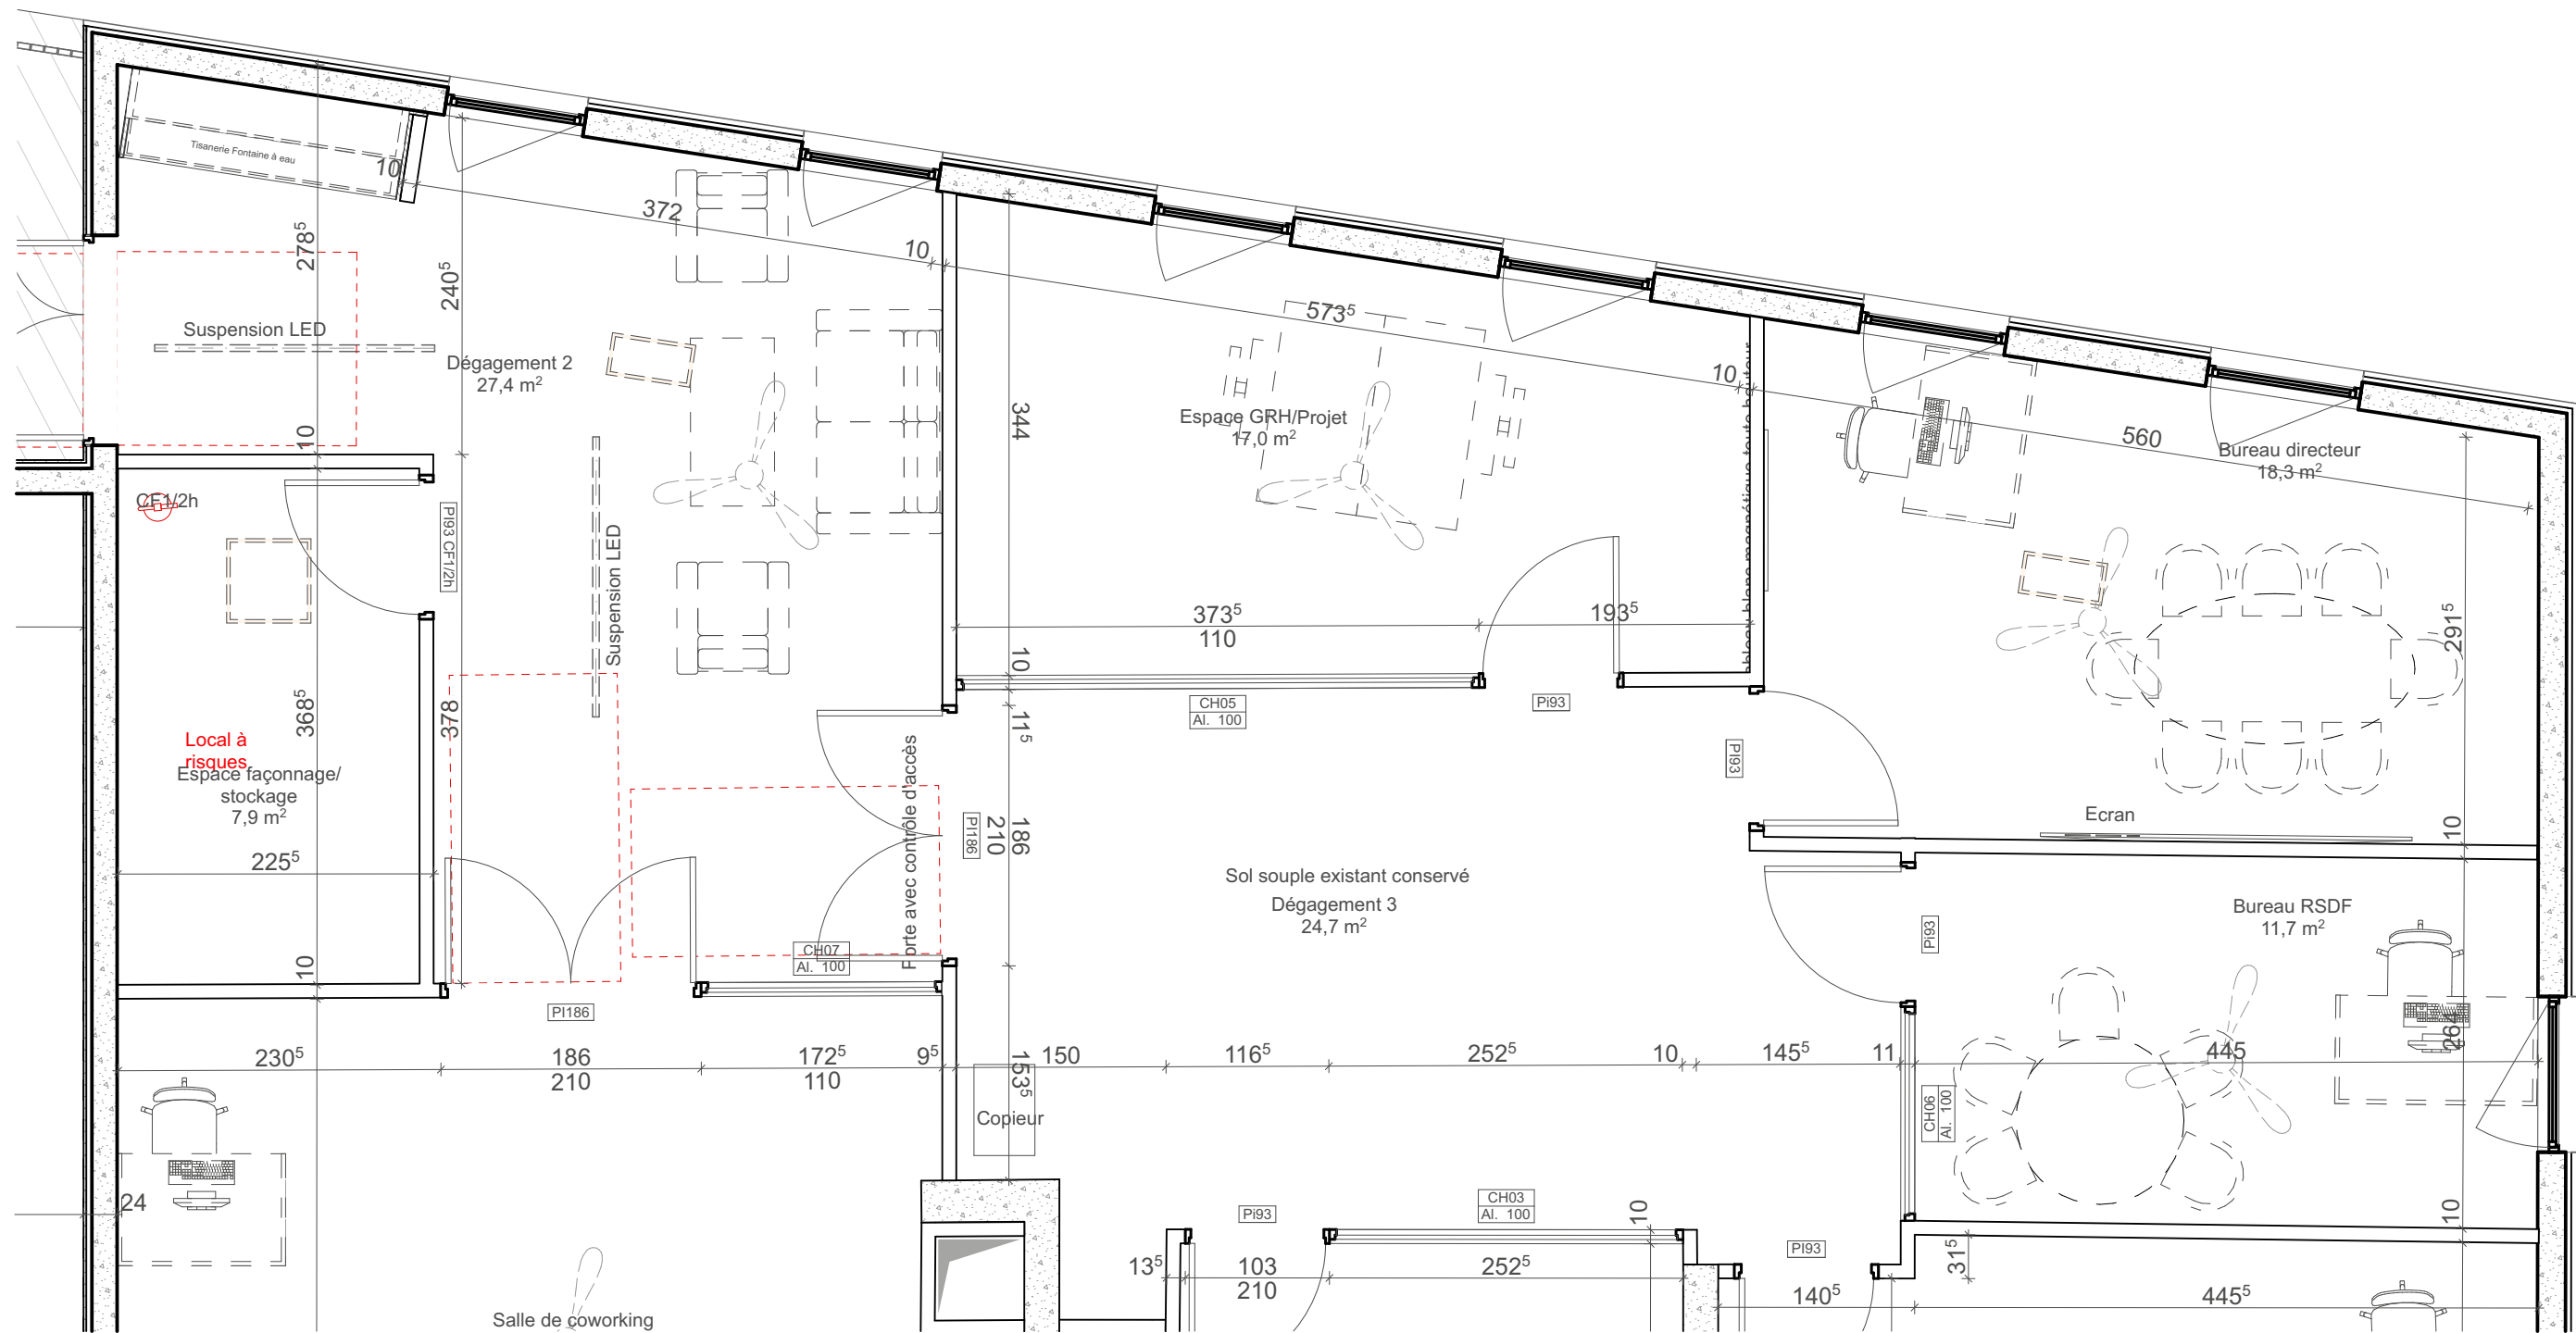 Tisanerie Fontaine à eau
10
372
10
278⁵
240⁵
573⁵
Suspension LED
Dégagement 2
27,4 m²
10
344
Espace GRH/Projet
17,0 m²
560
Bureau directeur
18,3 m²
10
CF1/2h
PI93 CF1/2h
Suspension LED
tableau blanc magnétique toute hauteur
373⁵
110
193⁵
291⁵
10
368⁵
378
CH05
Al. 100
Pi93
11⁵
Local à
risques
Espace façonnage/
stockage
7,9 m²
Porte avec contrôle d'accès
PI93
PI186
186
210
Ecran
10
225⁵
Sol souple existant conservé
Dégagement 3
24,7 m²
Bureau RSDF
11,7 m²
Pi93
10
CH07
Al. 100
PI186
264
230⁵
186
210
172⁵
110
9⁵
150
116⁵
252⁵
10
145⁵
11
445
153⁵
Copieur
CH06
Al. 100
24
Pi93
CH03
Al. 100
10
10
PI93
31⁵
13⁵
103
210
252⁵
140⁵
445⁵
Salle de coworking